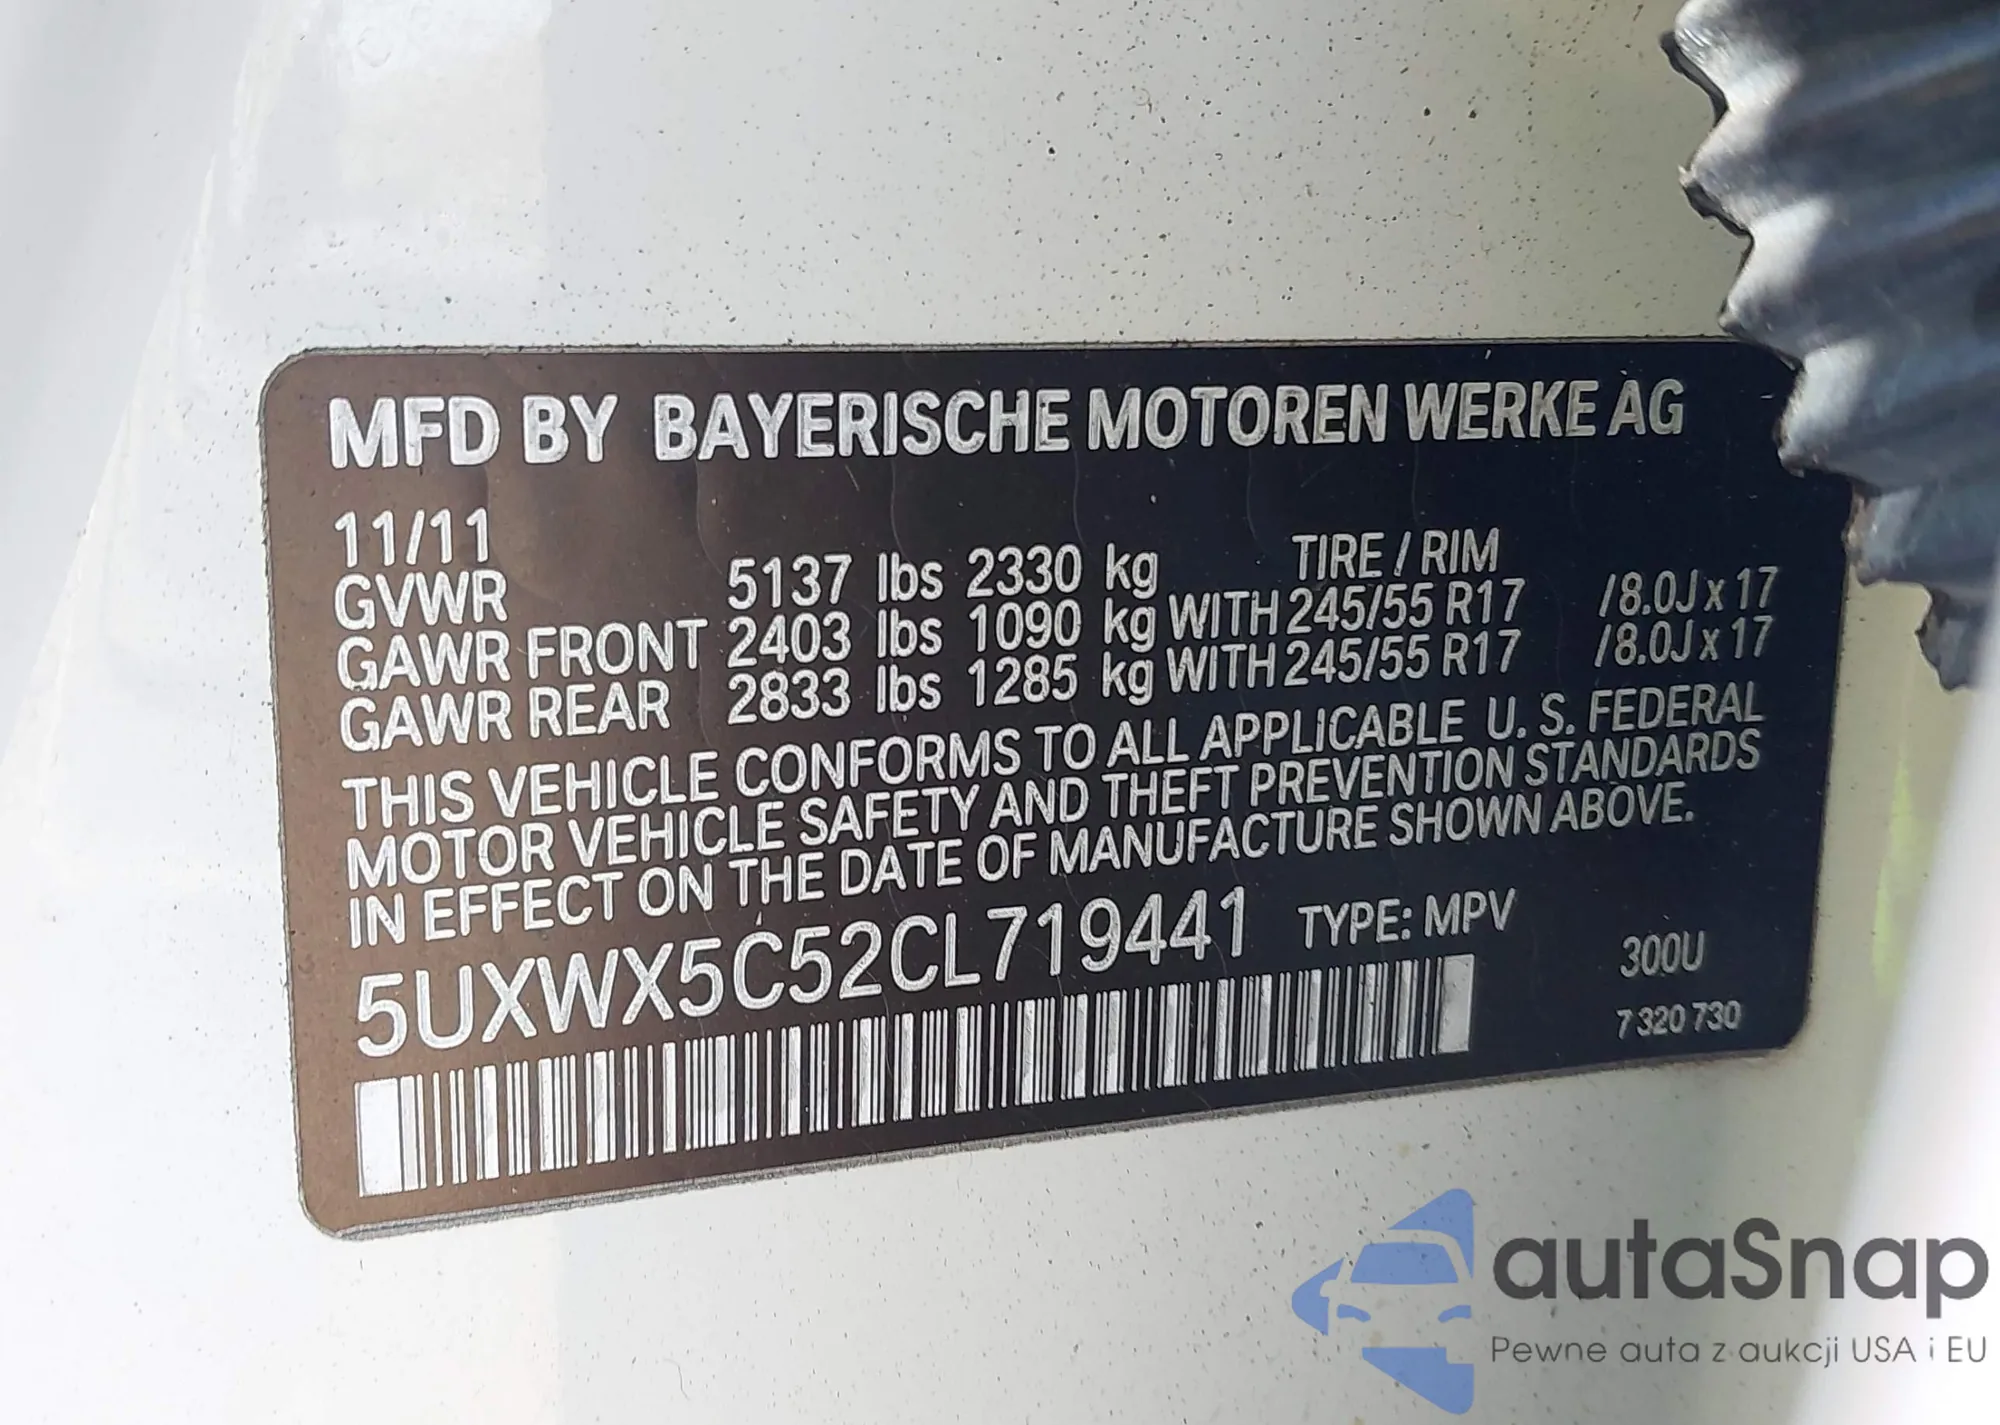 MFD BY BAYERISCHE MOTOREN WERKE AG
11/11 TIRE / RIM
GVWR 5137 lbs 2330 kg
GAWR FRONT 2403 lbs 1090 kg WITH 245/55 R17 /8.0J x 17
GAWR REAR 2833 lbs 1285 kg WITH 245/55 R17 /8.0J x 17
THIS VEHICLE CONFORMS TO ALL APPLICABLE U. S. FEDERAL
MOTOR VEHICLE SAFETY AND THEFT PREVENTION STANDARDS
IN EFFECT ON THE DATE OF MANUFACTURE SHOWN ABOVE.
5UXWX5C52CL719441 TYPE: MPV
300U
7 320 730
autaSnap
Pewne auta z aukcji USA i EU